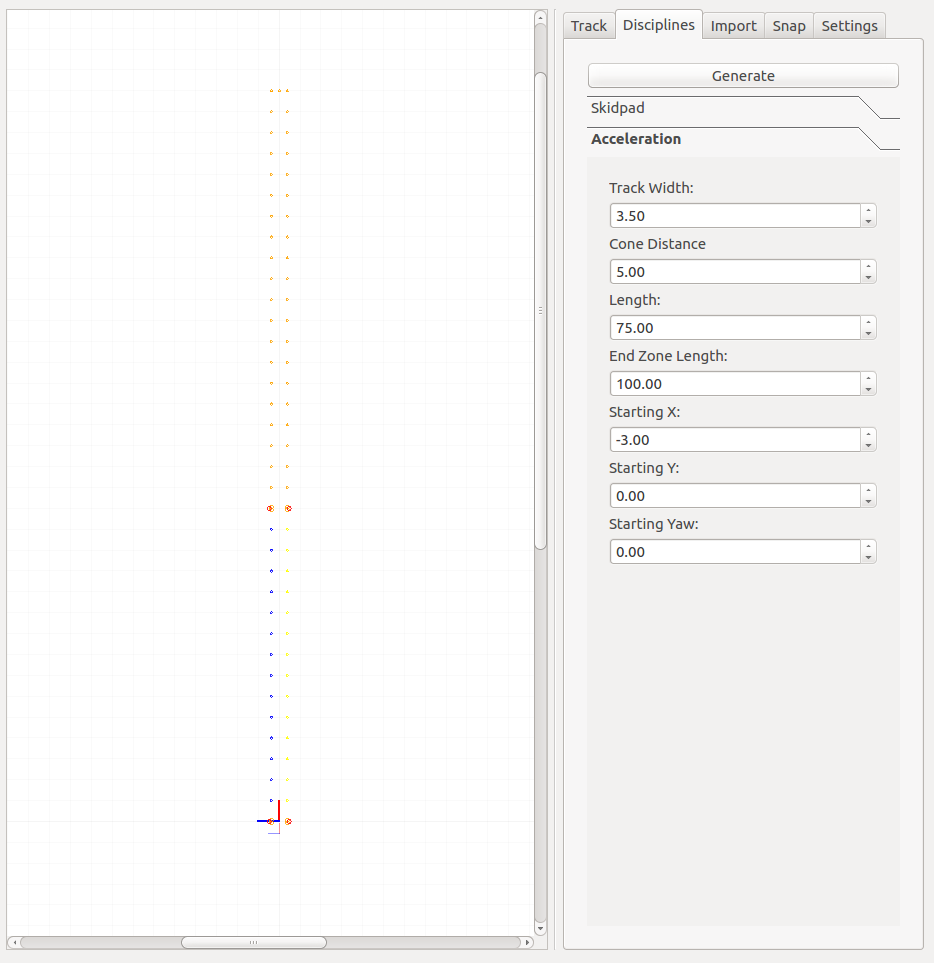 Track Disciplines Import Snap Settings
Generate
Skidpad
Acceleration
Track Width:
3.50
Cone Distance
5.00
Length:
75.00
End Zone Length:
100.00
Starting X:
-3.00
Starting Y:
0.00
Starting Yaw:
0.00